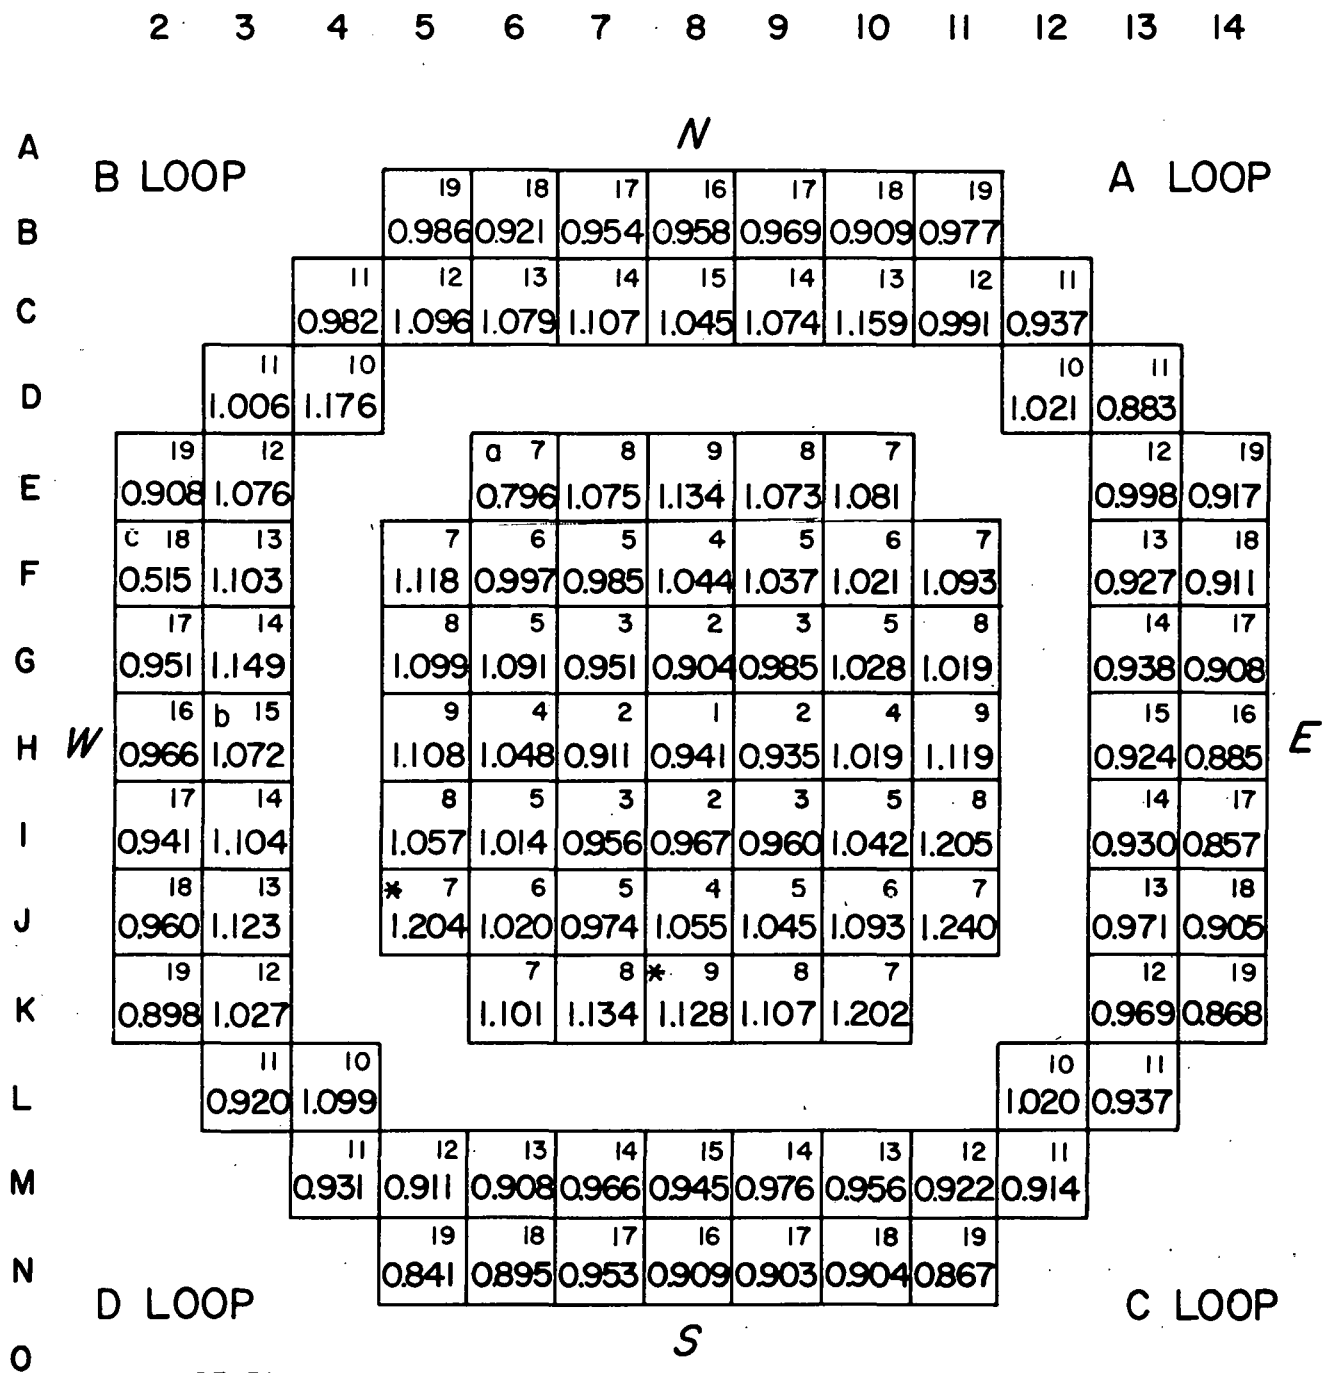 2 3 4 5 6 7 8 9 10 11 12 13 14
A N
B LOOP A LOOP
19 18 17 16 17 18 19
B 0.986 0.921 0.954 0.958 0.969 0.909 0.977
11 12 13 14 15 14 13 12 11
C 0.982 1.096 1.079 1.107 1.045 1.074 1.159 0.991 0.937
11 10 10 11
D 1.006 1.176 1.021 0.883
19 12 a 7 8 9 8 7 12 19
E 0.908 1.076 0.796 1.075 1.134 1.073 1.081 0.998 0.917
c 18 13 7 6 5 4 5 6 7 13 18
F 0.515 1.103 1.118 0.997 0.985 1.044 1.037 1.021 1.093 0.927 0.911
17 14 8 5 3 2 3 5 8 14 17
G 0.951 1.149 1.099 1.091 0.951 0.904 0.985 1.028 1.019 0.938 0.908
16 b 15 9 4 2 1 2 4 9 15 16
H W 0.966 1.072 1.108 1.048 0.911 0.941 0.935 1.019 1.119 0.924 0.885 E
17 14 8 5 3 2 3 5 8 14 17
I 0.941 1.104 1.057 1.014 0.956 0.967 0.960 1.042 1.205 0.930 0.857
18 13 * 7 6 5 4 5 6 7 13 18
J 0.960 1.123 1.204 1.020 0.974 1.055 1.045 1.093 1.240 0.971 0.905
19 12 7 8 * 9 8 7 12 19
K 0.898 1.027 1.101 1.134 1.128 1.107 1.202 0.969 0.868
11 10 10 11
L 0.920 1.099 1.020 0.937
11 12 13 14 15 14 13 12 11
M 0.931 0.911 0.908 0.966 0.945 0.976 0.956 0.922 0.914
19 18 17 16 17 18 19
N 0.841 0.895 0.953 0.909 0.903 0.904 0.867
D LOOP C LOOP
S
O